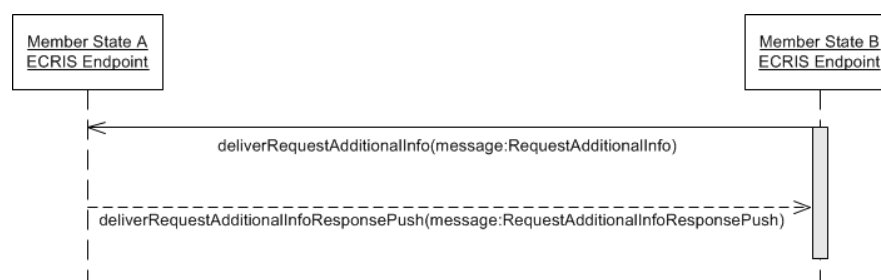 Member State A
ECRIS Endpoint
Member State B
ECRIS Endpoint
deliverRequestAdditionalInfo(message:RequestAdditionalInfo)
deliverRequestAdditionalInfoResponsePush(message:RequestAdditionalInfoResponsePush)